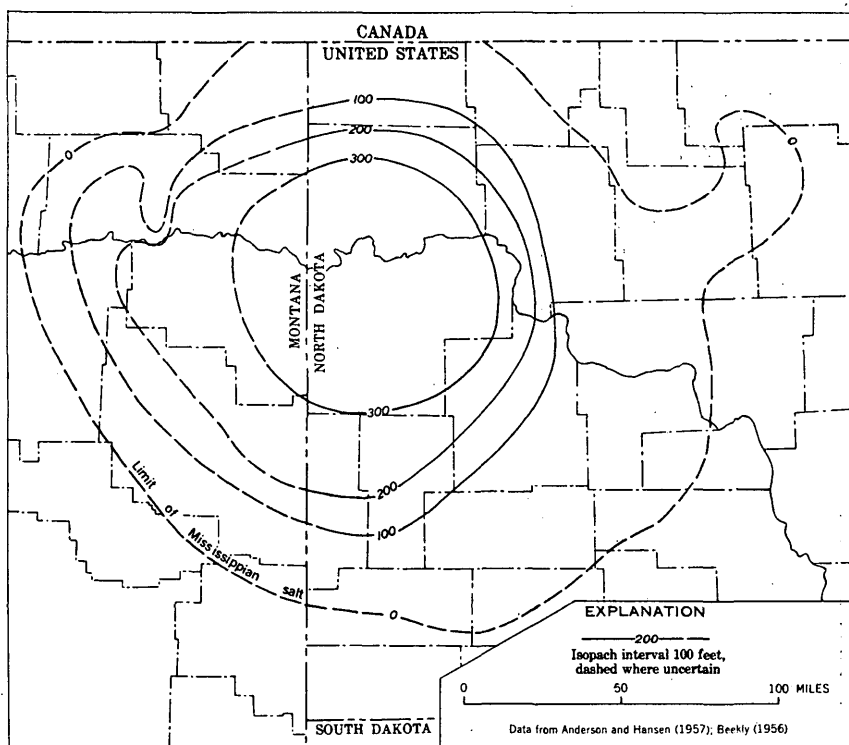 CANADA
UNITED STATES
100
200
300
0
0
MONTANA
NORTH DAKOTA
300
200
100
Limit of Mississippian salt
0
EXPLANATION
200
Isopach interval 100 feet,
dashed where uncertain
0 50 100 MILES
SOUTH DAKOTA
Data from Anderson and Hansen (1957); Beekly (1956)